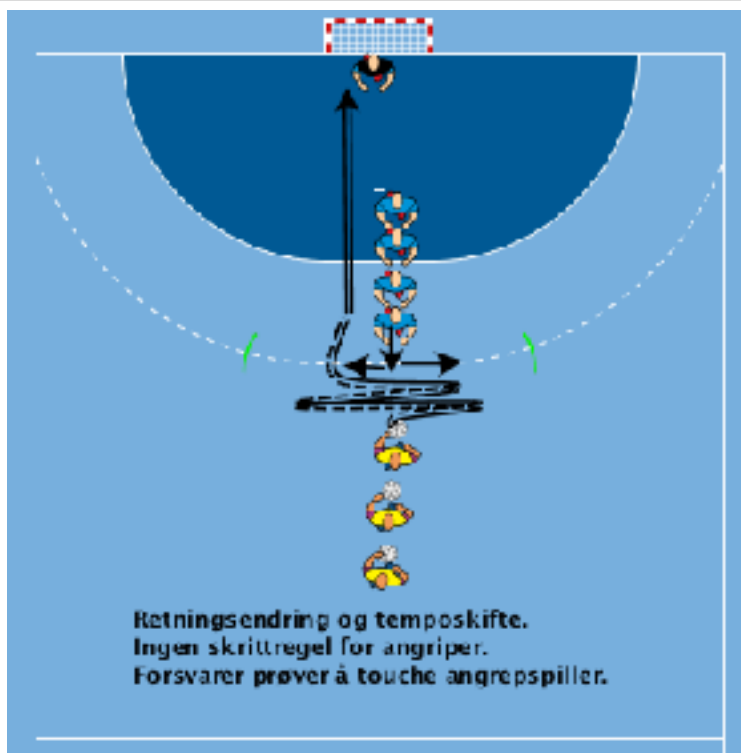 Retningsendring og temposkifte.
Ingen skrittregel for angriper.
Forsvarer prøver å touche angrepspiller.